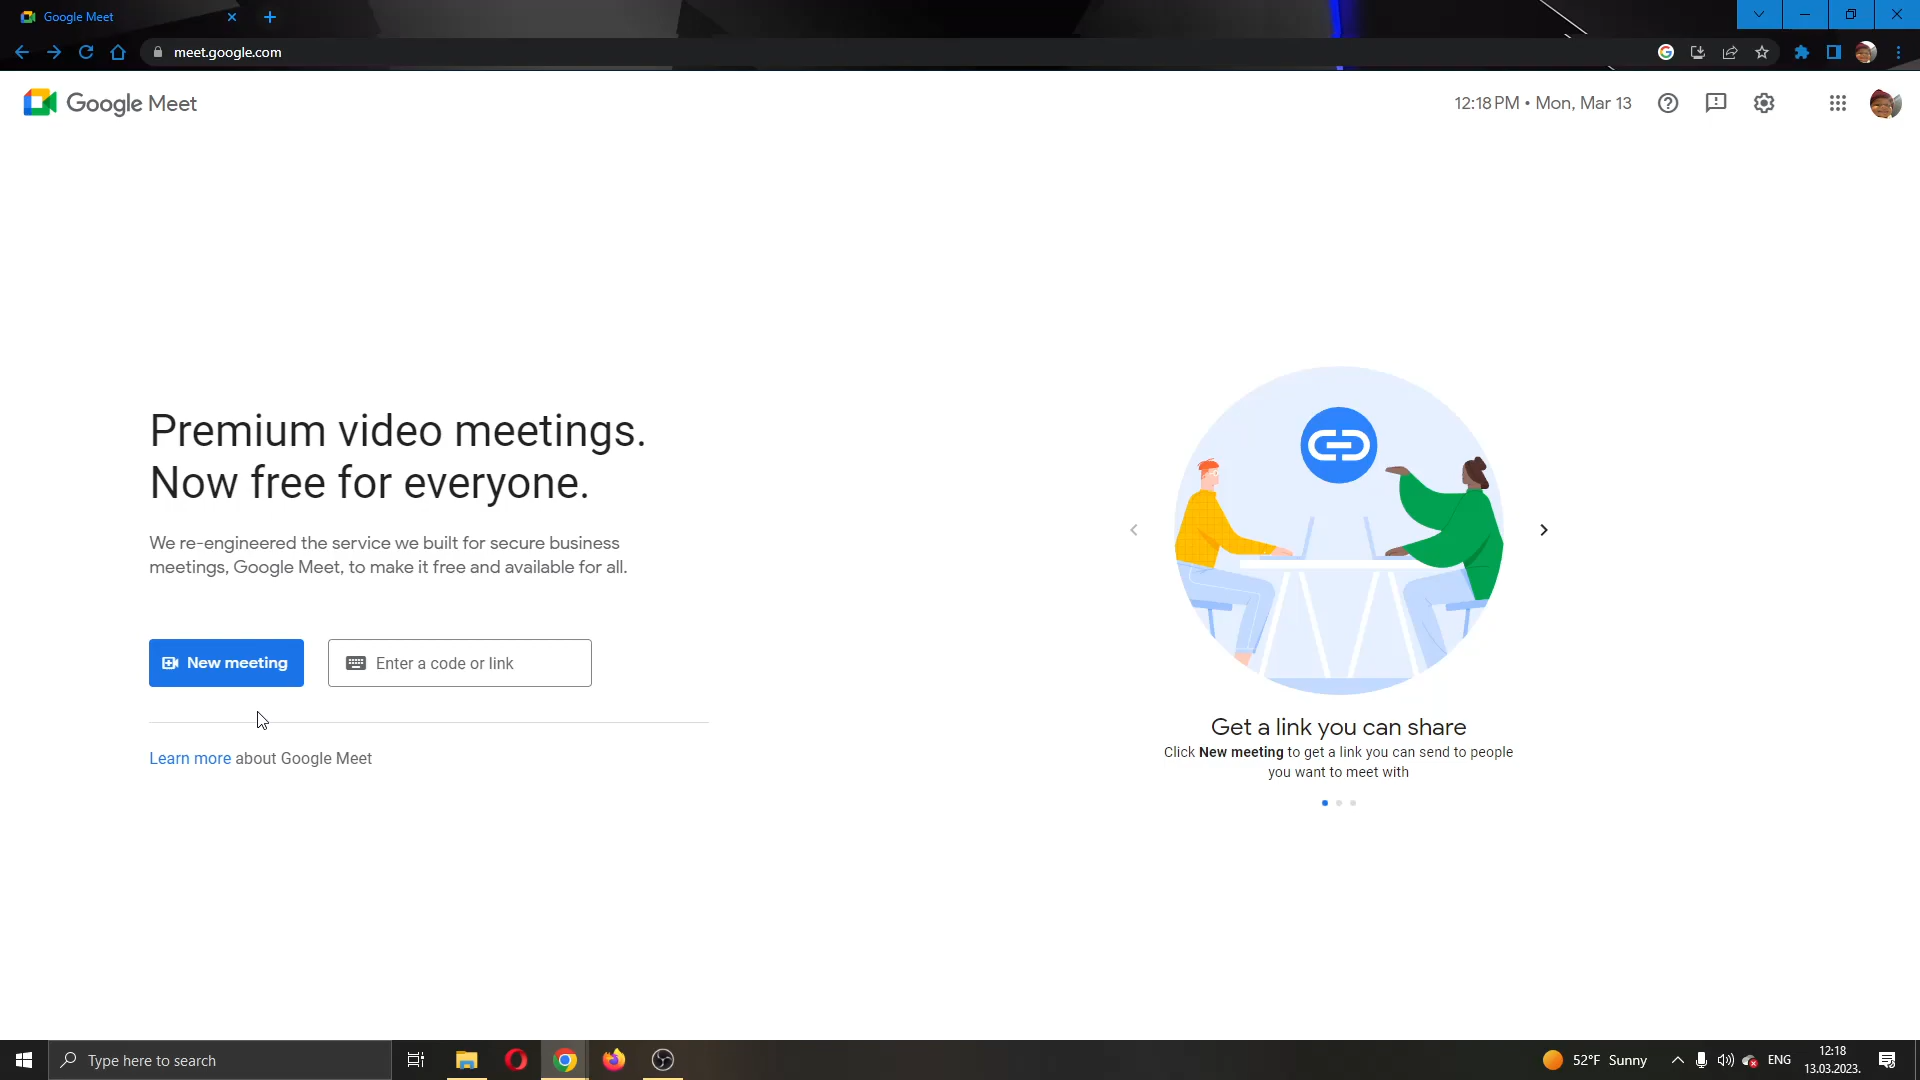 Google Meet
meet.google.com
Google Meet
12:18 PM • Mon, Mar 13
Premium video meetings.
Now free for everyone.
We re-engineered the service we built for secure business
meetings, Google Meet, to make it free and available for all.
New meeting
Enter a code or link
Learn more about Google Meet
Get a link you can share
Click New meeting to get a link you can send to people
you want to meet with
Type here to search
52°F Sunny
ENG
12:18
13.03.2023.